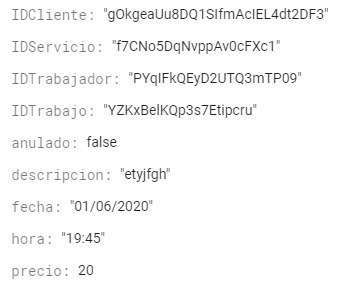 IDCliente: "gOkgeaUu8DQ1SIfmAcIEL4dt2DF3"
IDServicio: "f7CNo5DqNvppAv0cFXc1"
IDTrabajador: "PYqIFkQEyD2UTQ3mTP09"
IDTrabajo: "YZKxBelKQp3s7Etipcru"
anulado: false
descripcion: "etyjfgh"
fecha: "01/06/2020"
hora: "19:45"
precio: 20